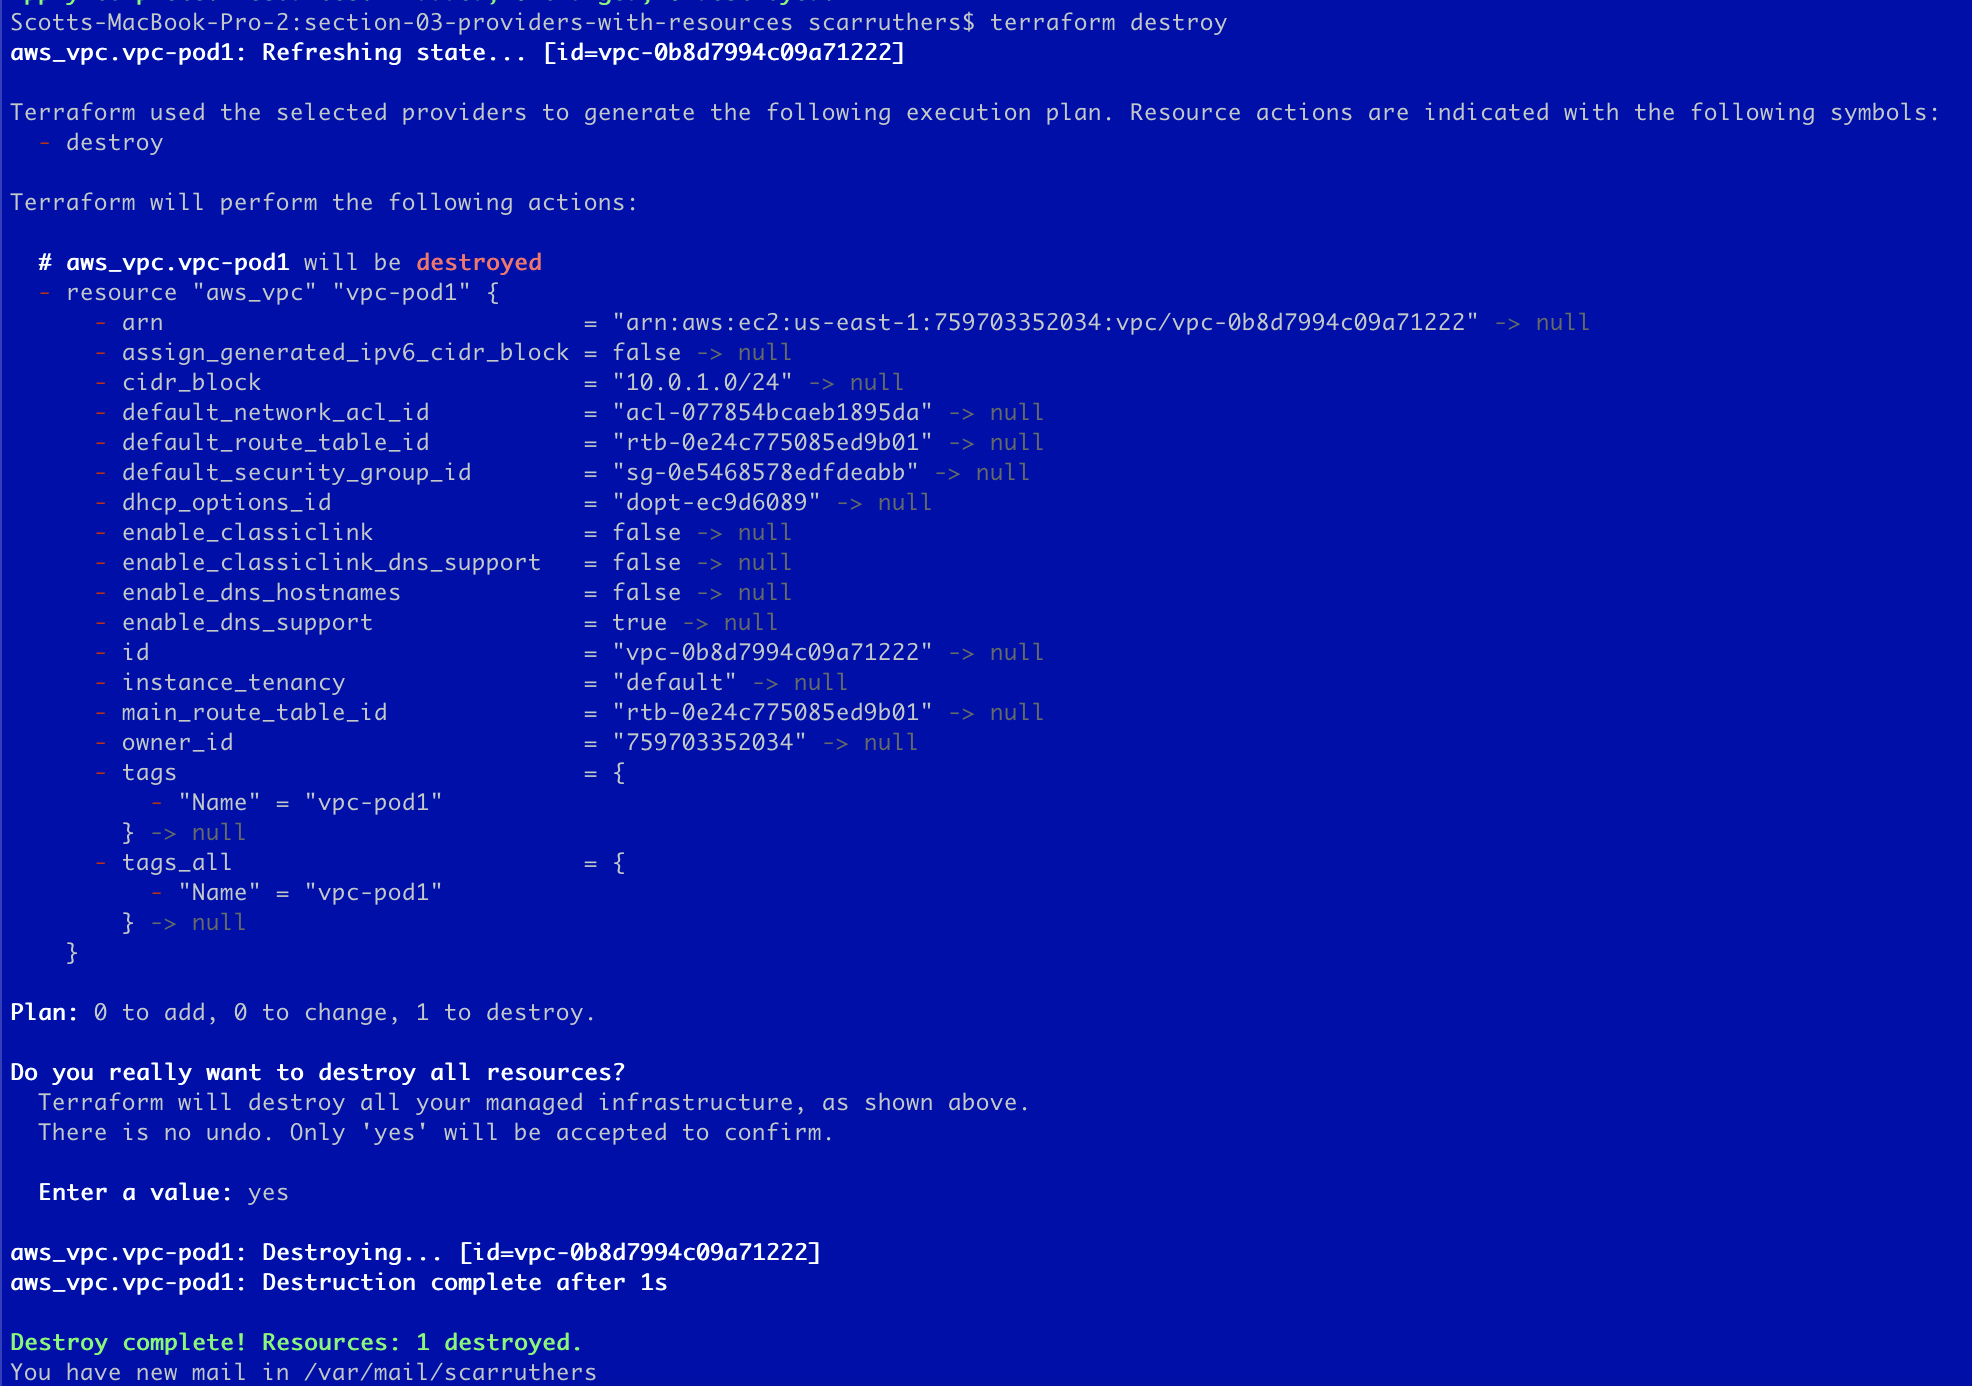 Scotts-MacBook-Pro-2:section-03-providers-with-resources scarruthers$ terraform destroy
aws_vpc.vpc-pod1: Refreshing state... [id=vpc-0b8d7994c09a71222]

Terraform used the selected providers to generate the following execution plan. Resource actions are indicated with the following symbols:
  - destroy

Terraform will perform the following actions:

  # aws_vpc.vpc-pod1 will be destroyed
  - resource "aws_vpc" "vpc-pod1" {
      - arn                              = "arn:aws:ec2:us-east-1:759703352034:vpc/vpc-0b8d7994c09a71222" -> null
      - assign_generated_ipv6_cidr_block = false -> null
      - cidr_block                       = "10.0.1.0/24" -> null
      - default_network_acl_id           = "acl-077854bcaeb1895da" -> null
      - default_route_table_id           = "rtb-0e24c775085ed9b01" -> null
      - default_security_group_id        = "sg-0e5468578edfdeabb" -> null
      - dhcp_options_id                  = "dopt-ec9d6089" -> null
      - enable_classiclink               = false -> null
      - enable_classiclink_dns_support   = false -> null
      - enable_dns_hostnames             = false -> null
      - enable_dns_support               = true -> null
      - id                               = "vpc-0b8d7994c09a71222" -> null
      - instance_tenancy                 = "default" -> null
      - main_route_table_id              = "rtb-0e24c775085ed9b01" -> null
      - owner_id                         = "759703352034" -> null
      - tags                             = {
          - "Name" = "vpc-pod1"
        } -> null
      - tags_all                         = {
          - "Name" = "vpc-pod1"
        } -> null
    }

Plan: 0 to add, 0 to change, 1 to destroy.

Do you really want to destroy all resources?
  Terraform will destroy all your managed infrastructure, as shown above.
  There is no undo. Only 'yes' will be accepted to confirm.

  Enter a value: yes

aws_vpc.vpc-pod1: Destroying... [id=vpc-0b8d7994c09a71222]
aws_vpc.vpc-pod1: Destruction complete after 1s

Destroy complete! Resources: 1 destroyed.
You have new mail in /var/mail/scarruthers